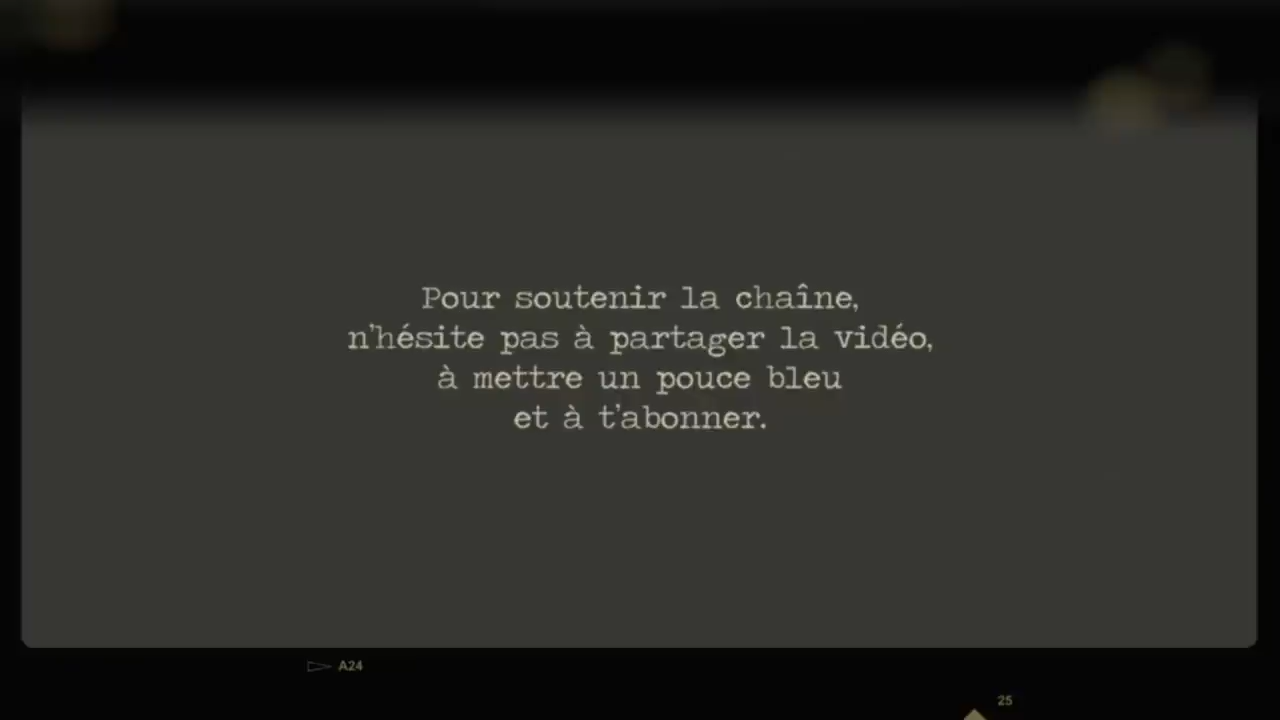 Pour soutenir la chaîne,
n'hésite pas à partager la vidéo,
à mettre un pouce bleu
et à t'abonner.
A24
25